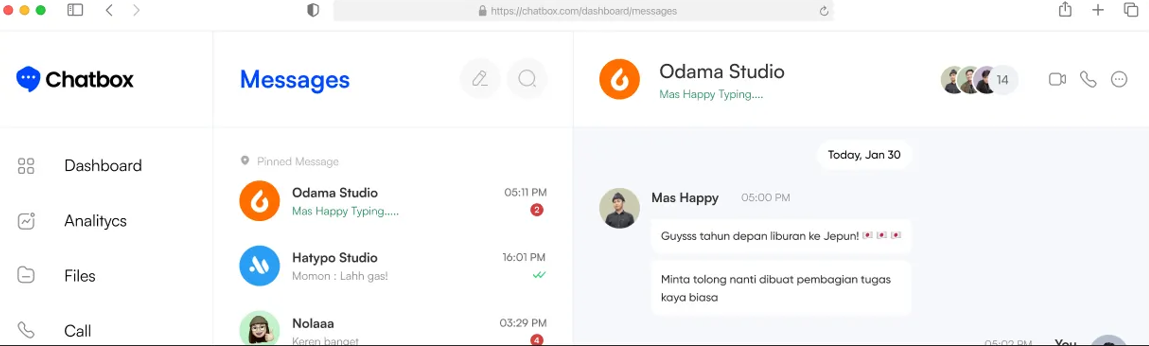 https://chatbox.com/dashboard/messages
Chatbox
Dashboard
Analitycs
Files
Call
Messages
Pinned Message
Odama Studio 05:11 PM
Mas Happy Typing..... 2
Hatypo Studio 16:01 PM
Momon : Lahh gas!
Nolaaa 03:29 PM
Keren banget 4
Odama Studio
Mas Happy Typing....
14
Today, Jan 30
Mas Happy 05:00 PM
Guysss tahun depan liburan ke Jepun! 🇯🇵 🇯🇵 🇯🇵
Minta tolong nanti dibuat pembagian tugas
kaya biasa
05:02 PM You